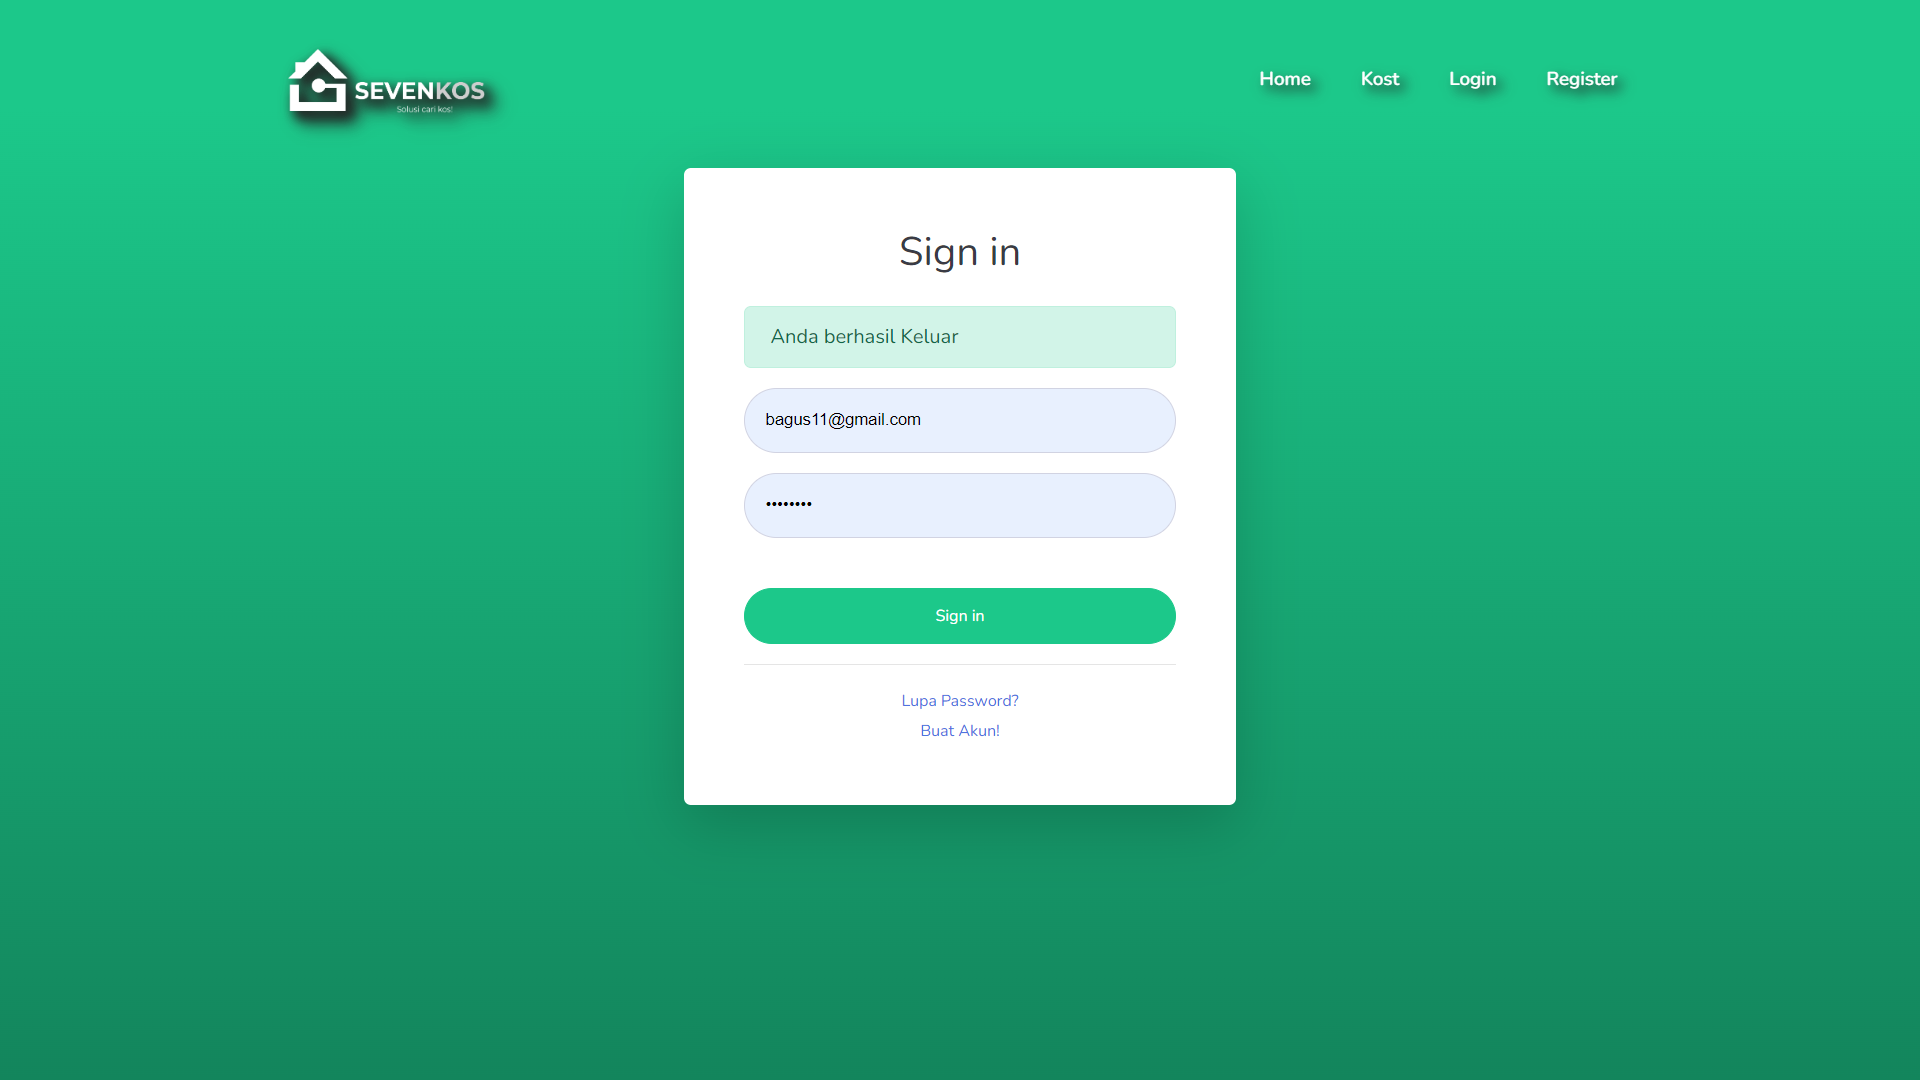 SEVENKOS
Solusi cari kos!
Home Kost Login Register
Sign in
Anda berhasil Keluar
bagus11@gmail.com
••••••••
Sign in
Lupa Password?
Buat Akun!